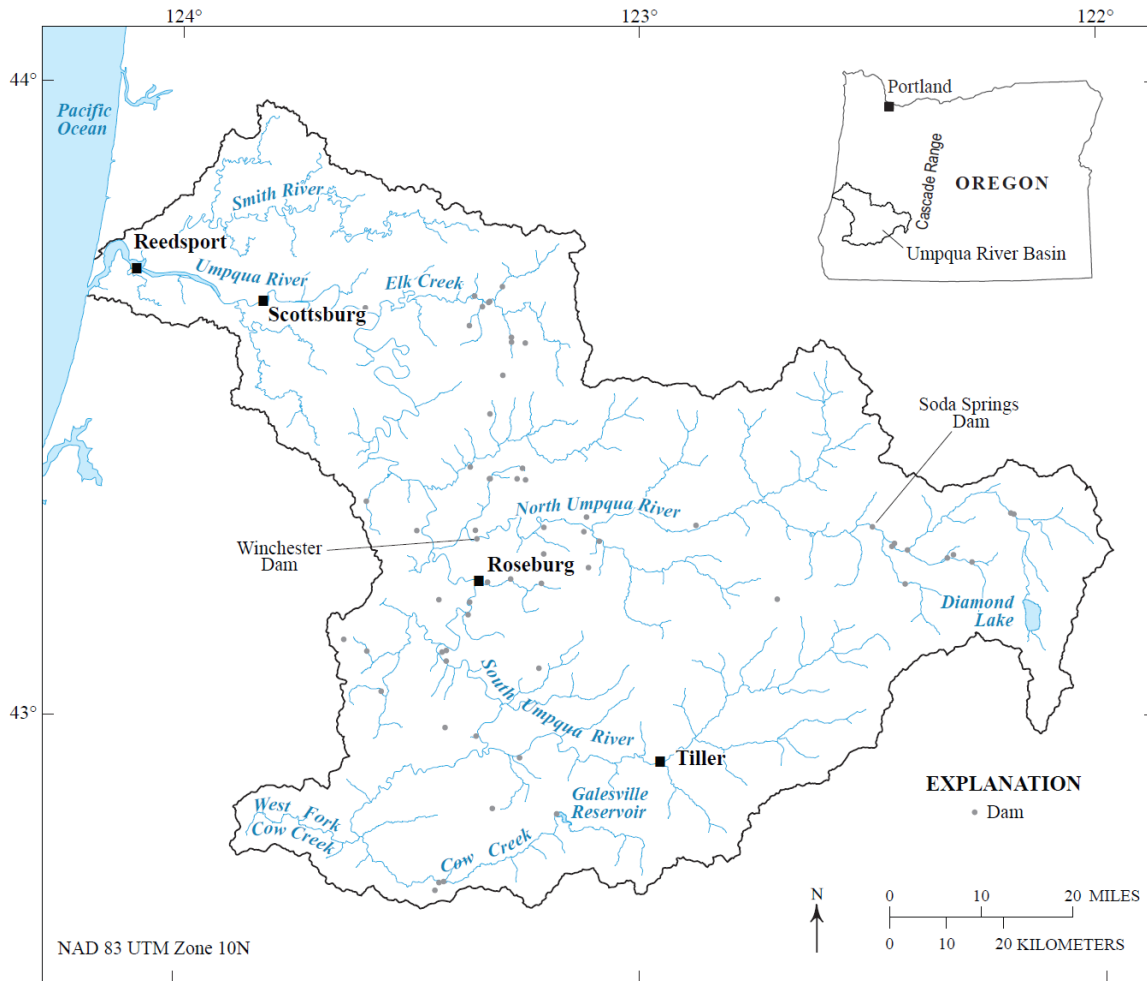 124°
123°
122°
44°
Pacific
Ocean
Portland
Cascade Range
OREGON
Umpqua River Basin
Smith River
Reedsport
Umpqua River
Elk Creek
Scottsburg
Soda Springs
Dam
North Umpqua River
Winchester
Dam
Roseburg
Diamond
Lake
South Umpqua River
43°
Tiller
EXPLANATION
Dam
Galesville
Reservoir
West Fork
Cow Creek
Cow Creek
N
0 10 20 MILES
0 10 20 KILOMETERS
NAD 83 UTM Zone 10N